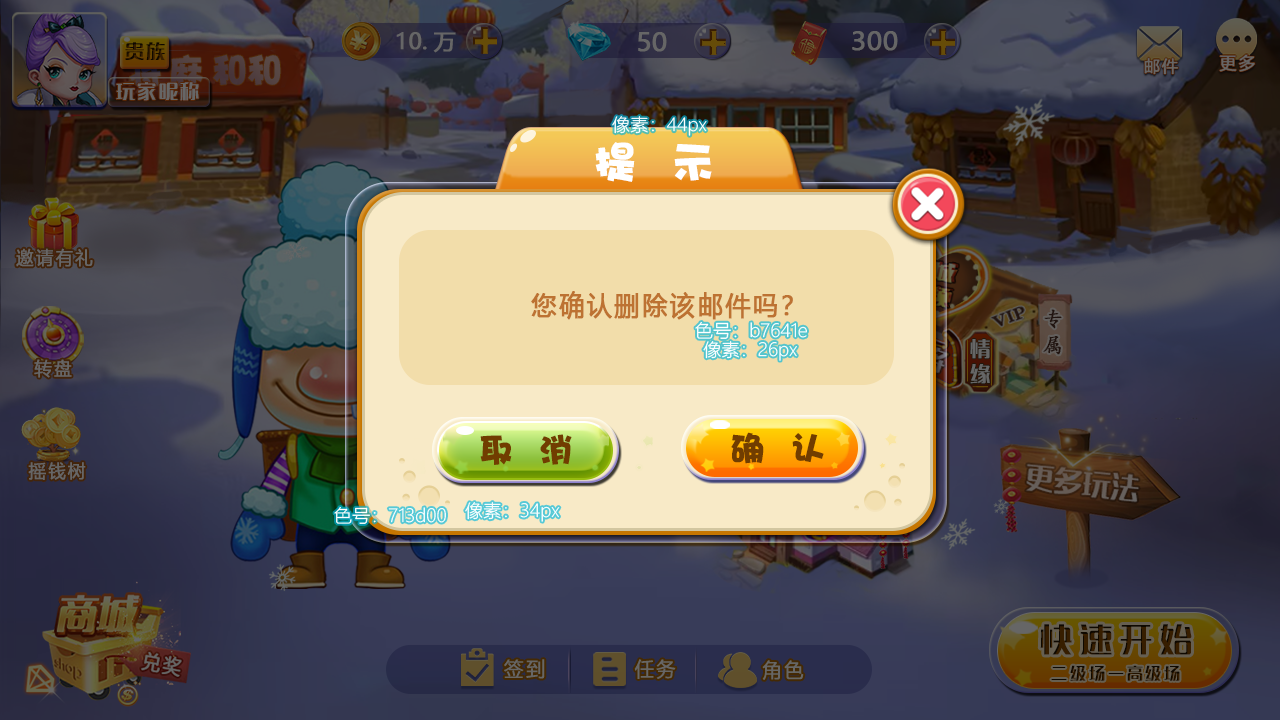 贵族
玩家昵称
和和
10.万
50
300
邮件
更多
像素：44px
提 示
邀请有礼
转盘
摇钱树
您确认删除该邮件吗？
色号：b7641e
像素：26px
VIP
专属
情缘
取 消
确 认
色号：713d00
像素：34px
更多玩法
商城
shop
兑奖
签到
任务
角色
快速开始
二级场—高级场